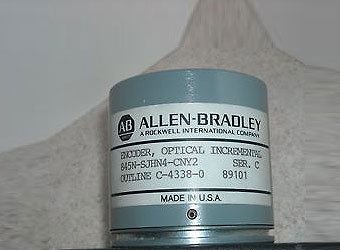 AB ALLEN-BRADLEY
A ROCKWELL INTERNATIONAL COMPANY
ENCODER, OPTICAL INCREMENTAL
845N-SJHN4-CNY2 SER. C
OUTLINE C-4338-0 89101
MADE IN U.S.A.